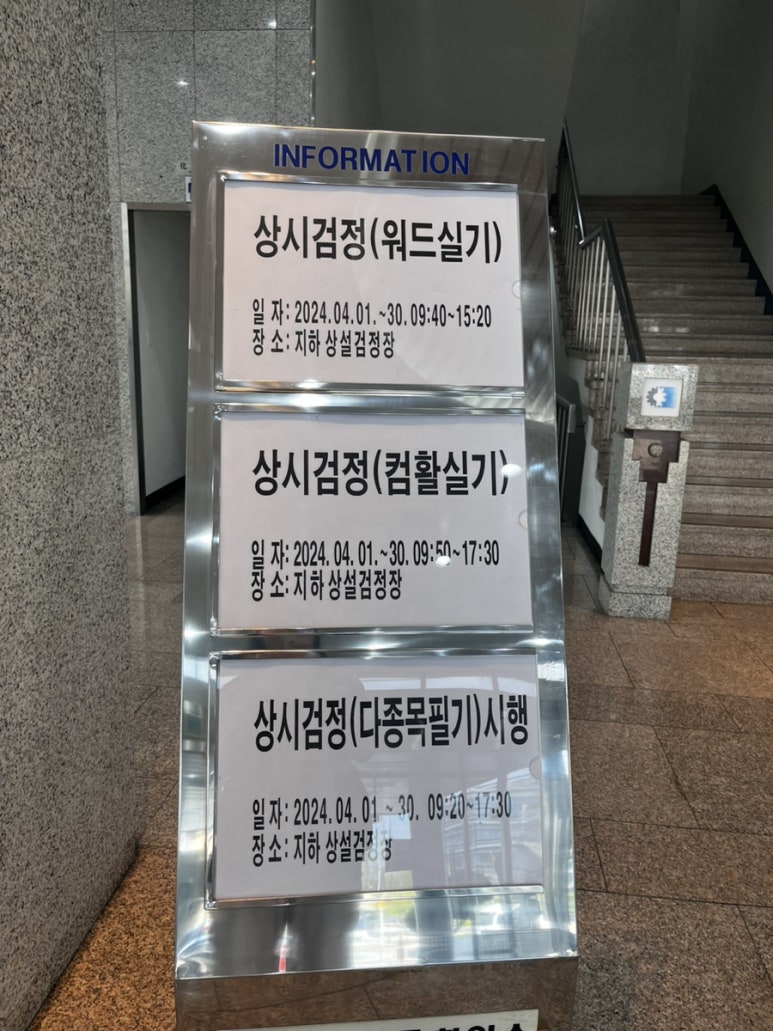 INFORMATION
상시검정(워드실기)
일 자: 2024.04.01.~30. 09:40~15:20
장 소: 지하 상설검정장
상시검정(컴활실기)
일 자: 2024.04.01.~30. 09:50~17:30
장 소: 지하 상설검정장
상시검정(다종목필기)시행
일 자: 2024.04.01 ~ 30. 09:20~17:30
장 소: 지하 상설검정장